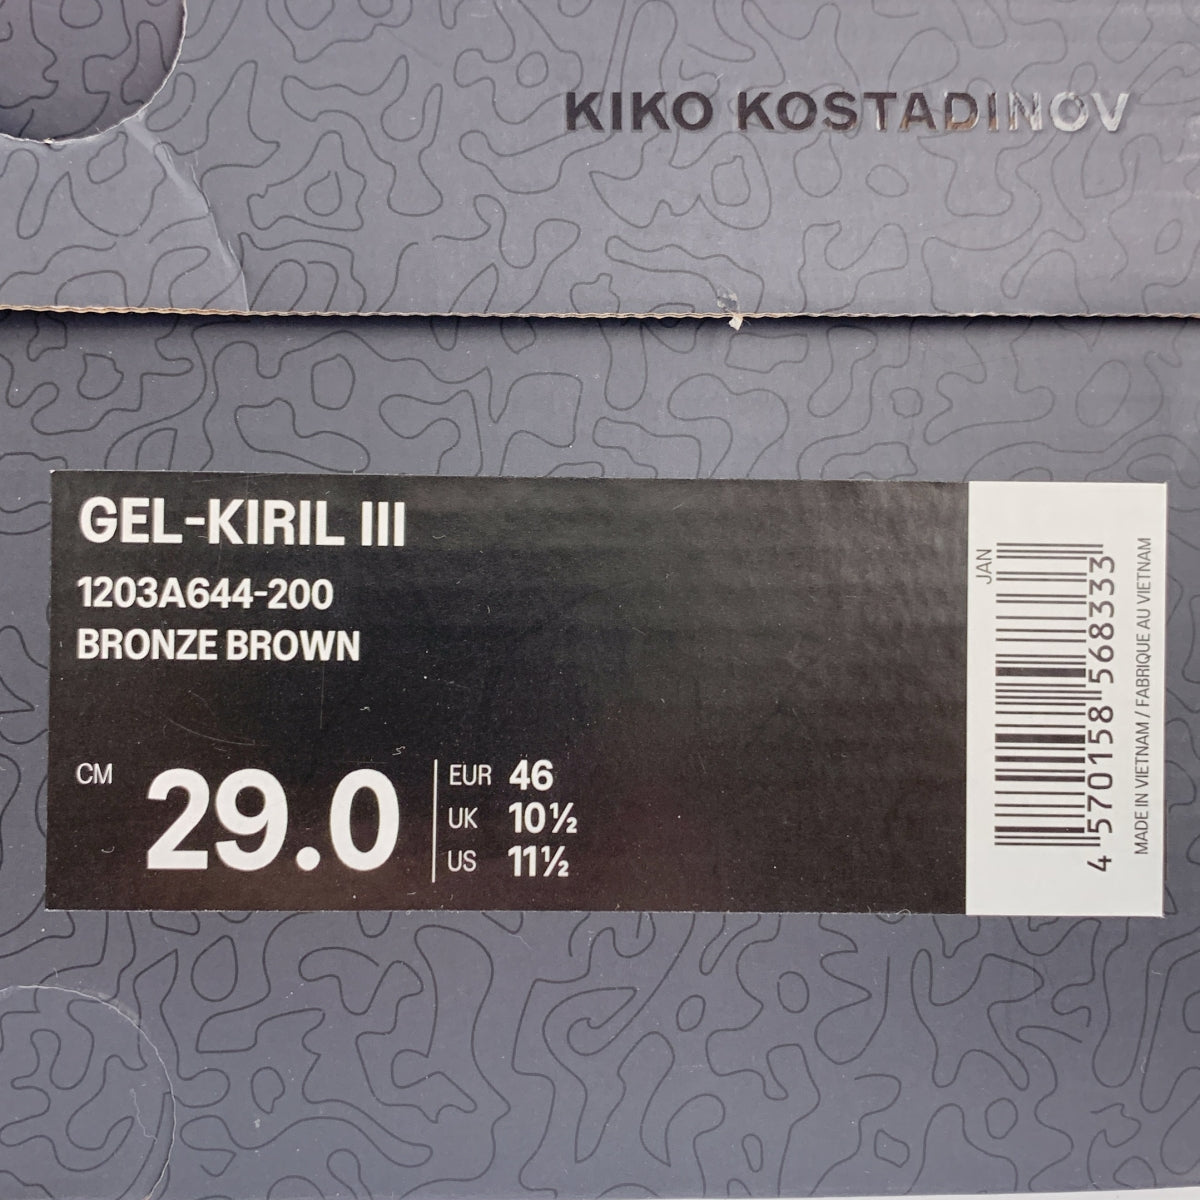 KIKO KOSTADINOV
GEL-KIRIL III
1203A644-200
BRONZE BROWN
CM 29.0
EUR 46
UK 10½
US 11½
JAN
4 570158 568333
MADE IN VIETNAM / FABRIQUE AU VIETNAM